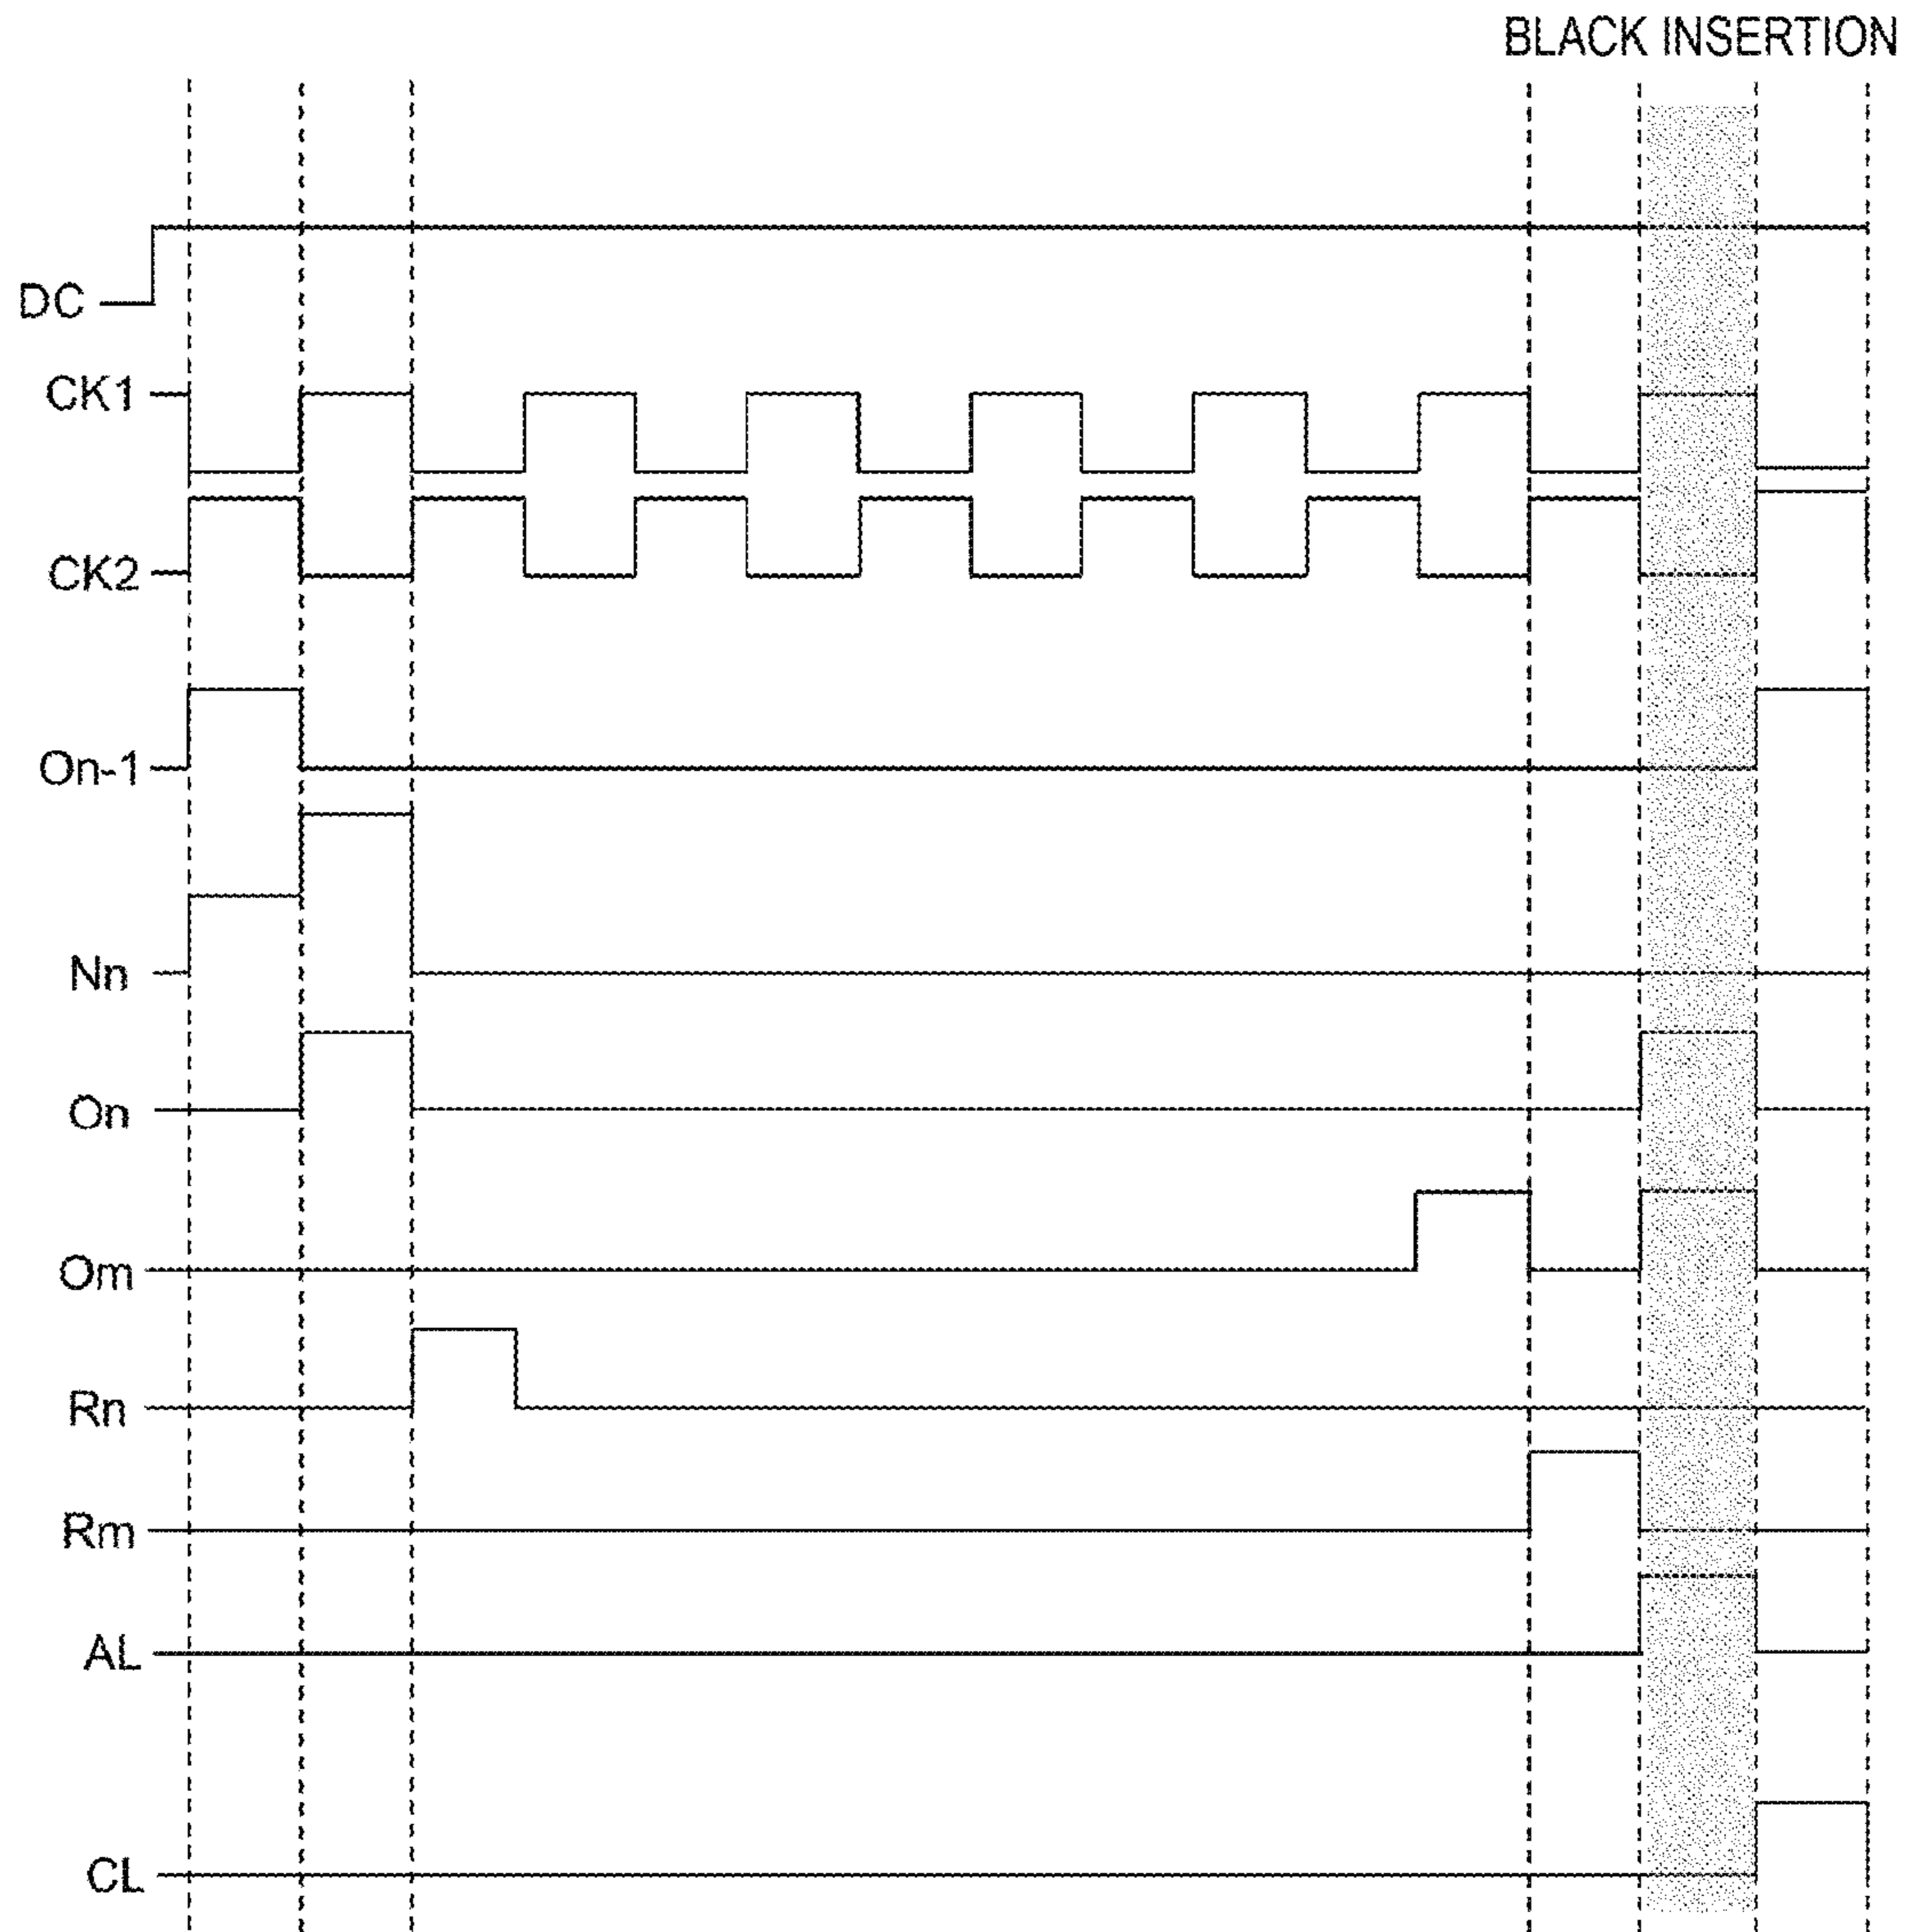 BLACK INSERTION
DC
CK1
CK2
On-1
Nn
On
Om
Rn
Rm
AL
CL